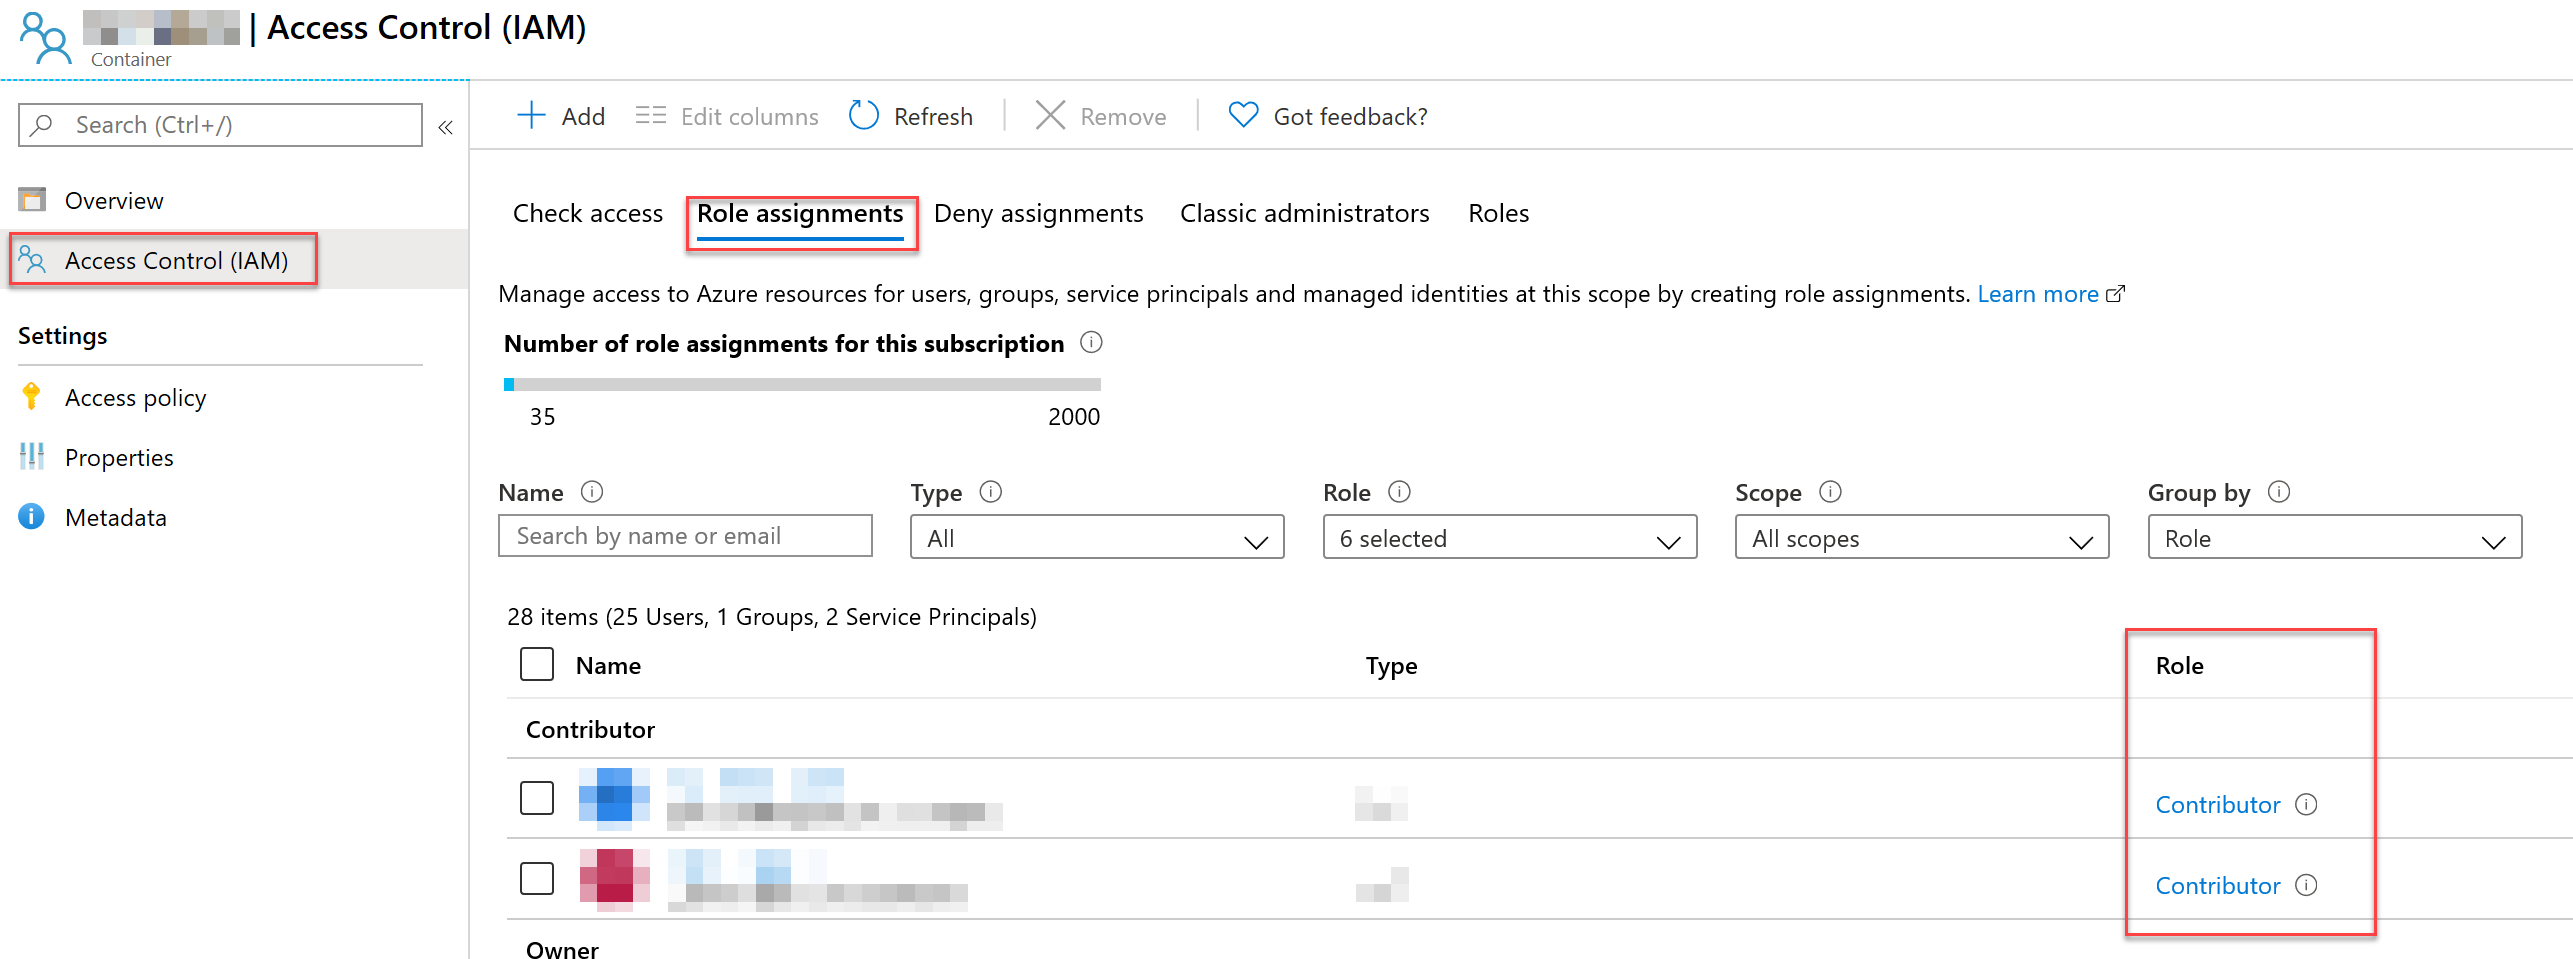 | Access Control (IAM)
Container
Search (Ctrl+/)
«
Overview
Access Control (IAM)
Settings
Access policy
Properties
Metadata
Add
Edit columns
Refresh
Remove
Got feedback?
Check access
Role assignments
Deny assignments
Classic administrators
Roles
Manage access to Azure resources for users, groups, service principals and managed identities at this scope by creating role assignments. Learn more
Number of role assignments for this subscription
35
2000
Name
Type
Role
Scope
Group by
Search by name or email
All
6 selected
All scopes
Role
28 items (25 Users, 1 Groups, 2 Service Principals)
Name
Type
Role
Contributor
Contributor
Contributor
Owner